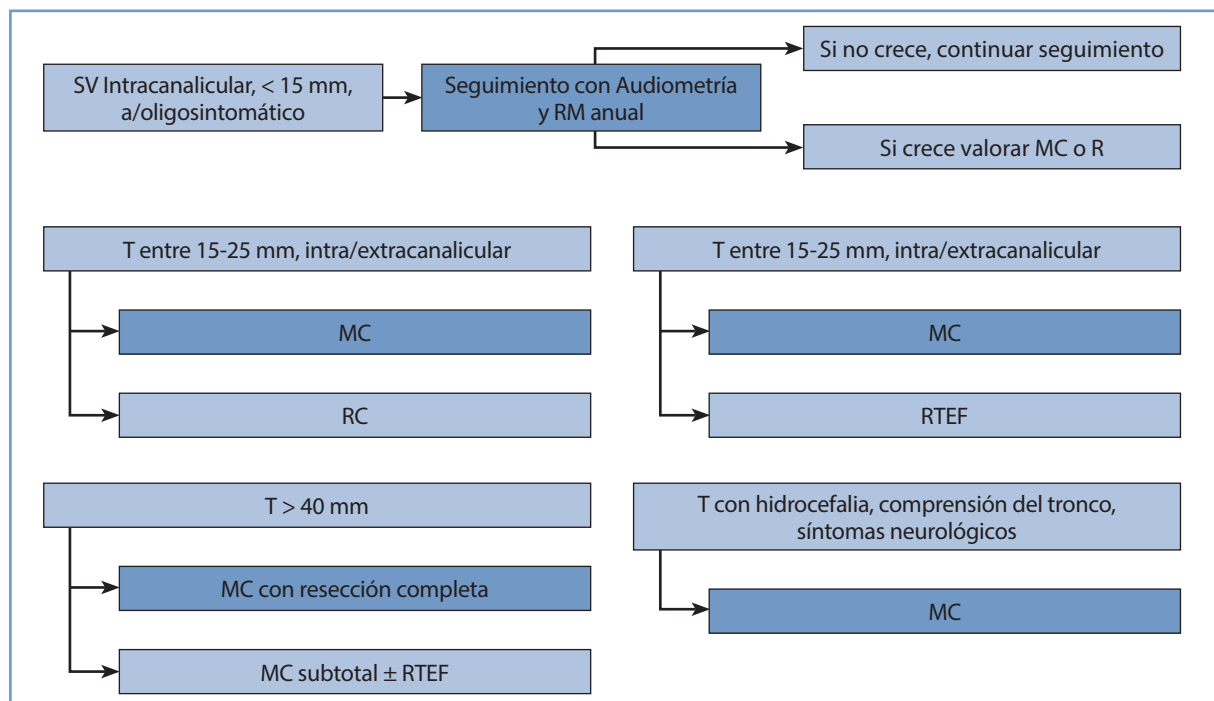 SV Intracanalicular, < 15 mm,
a/oligosintomático
Seguimiento con Audiometría
y RM anual
Si no crece, continuar seguimiento
Si crece valorar MC o R
T entre 15-25 mm, intra/extracanalicular
MC
RC
T entre 15-25 mm, intra/extracanalicular
MC
RTEF
T > 40 mm
MC con resección completa
MC subtotal ± RTEF
T con hidrocefalia, comprensión del tronco,
síntomas neurológicos
MC